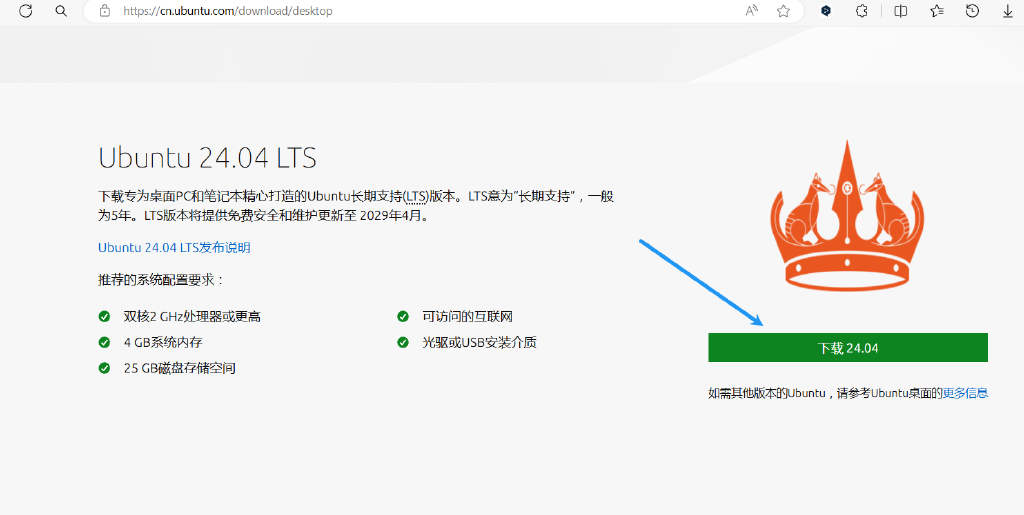 https://cn.ubuntu.com/download/desktop
Ubuntu 24.04 LTS
下载专为桌面PC和笔记本精心打造的Ubuntu长期支持(LTS)版本。LTS意为“长期支持”，一般
为5年。LTS版本将提供免费安全和维护更新至 2029年4月。
Ubuntu 24.04 LTS发布说明
推荐的系统配置要求：
双核2 GHz处理器或更高
可访问的互联网
4 GB系统内存
光驱或USB安装介质
25 GB磁盘存储空间
下载 24.04
如需其他版本的Ubuntu，请参考Ubuntu桌面的更多信息